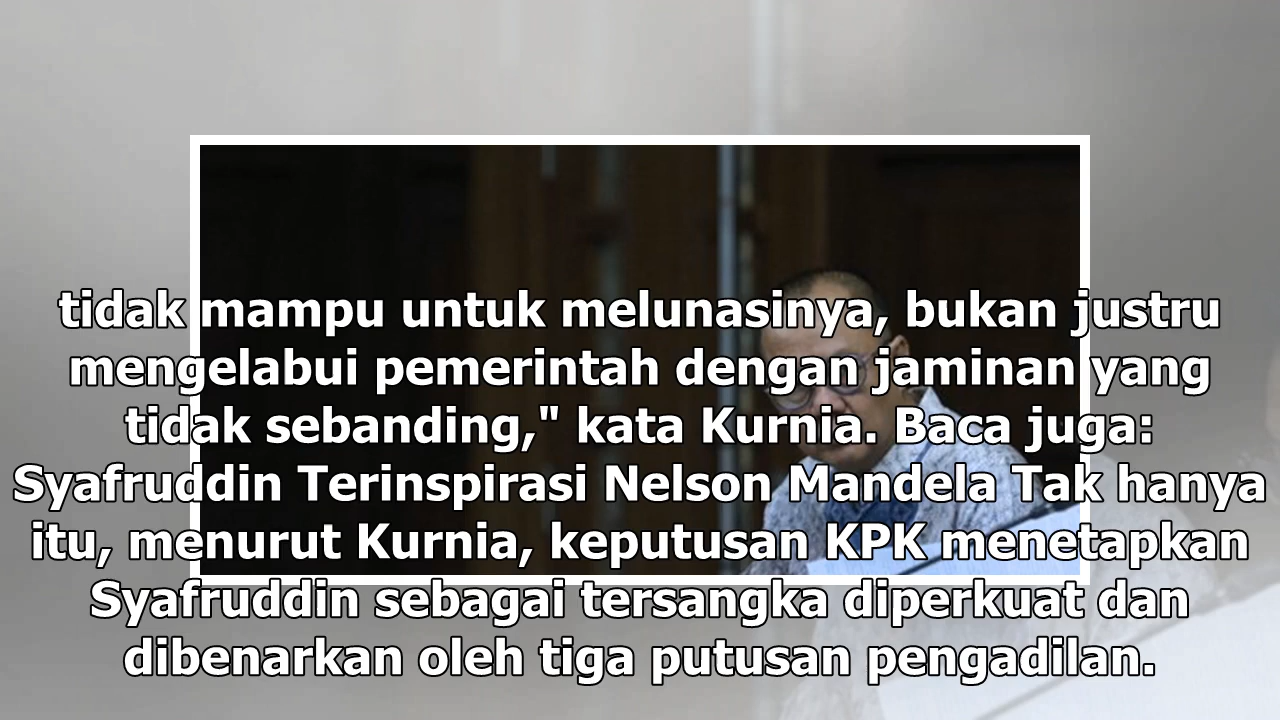 tidak mampu untuk melunasinya, bukan justru
mengelabui pemerintah dengan jaminan yang
tidak sebanding," kata Kurnia. Baca juga:
Syafruddin Terinspirasi Nelson Mandela Tak hanya
itu, menurut Kurnia, keputusan KPK menetapkan
Syafruddin sebagai tersangka diperkuat dan
dibenarkan oleh tiga putusan pengadilan.